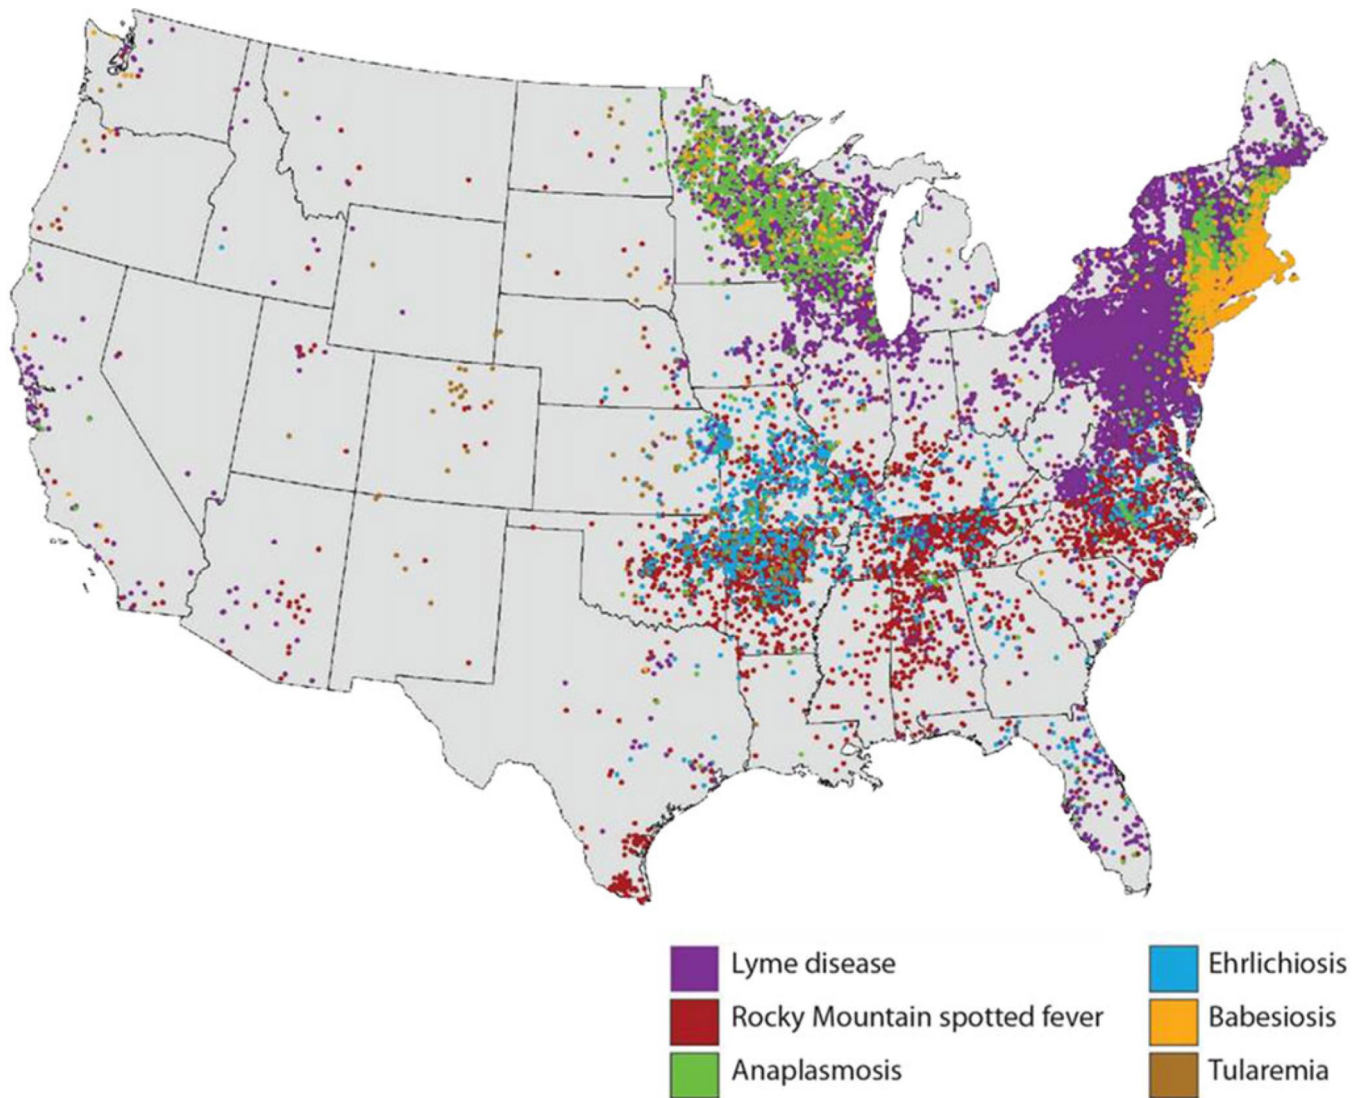 Lyme disease
Rocky Mountain spotted fever
Anaplasmosis
Ehrlichiosis
Babesiosis
Tularemia